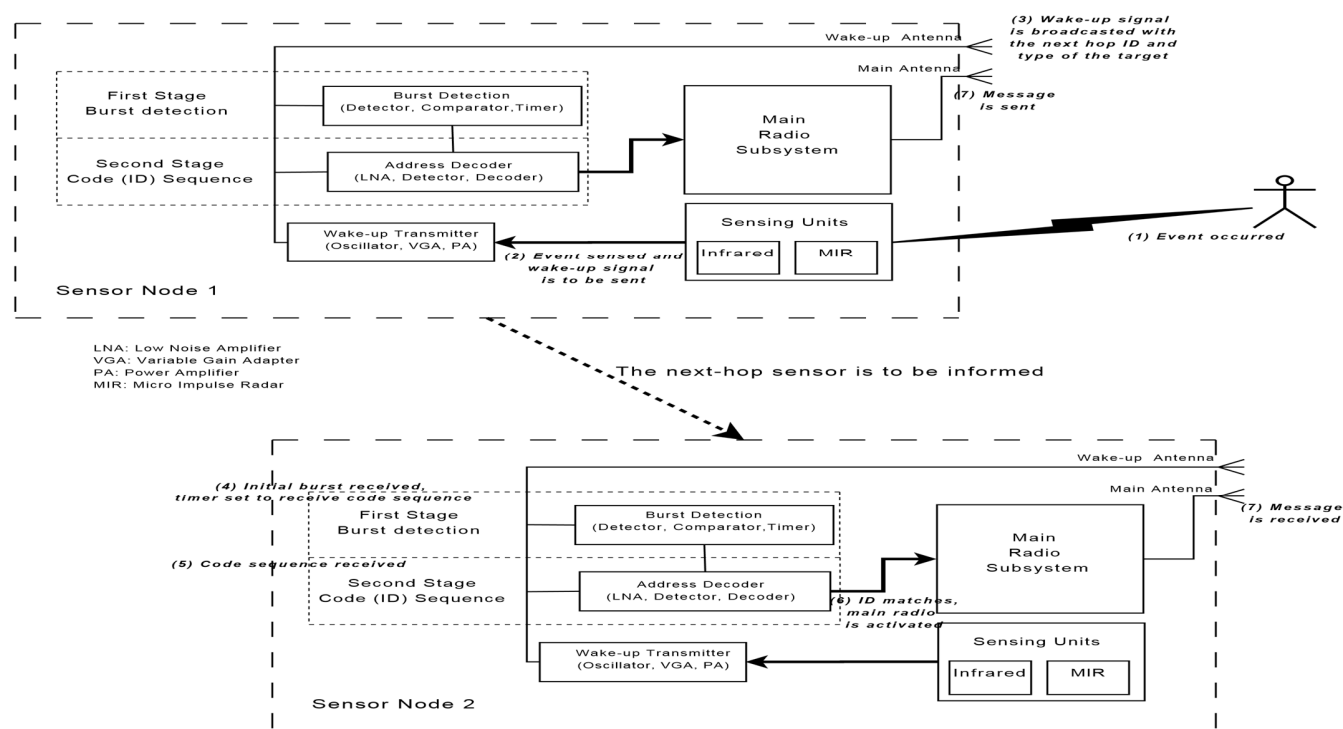 (3) Wake-up signal
is broadcasted with
the next hop ID and
type of the target
Wake-up Antenna
Main Antenna
(7) Message
is sent
First Stage
Burst detection
Burst Detection
(Detector, Comparator,Timer)
Main
Radio
Subsystem
Second Stage
Code (ID) Sequence
Address Decoder
(LNA, Detector, Decoder)
Wake-up Transmitter
(Oscillator, VGA, PA)
Sensing Units
Infrared
MIR
(1) Event occurred
(2) Event sensed and
wake-up signal
is to be sent
Sensor Node 1
LNA: Low Noise Amplifier
VGA: Variable Gain Adapter
PA: Power Amplifier
MIR: Micro Impulse Radar
The next-hop sensor is to be informed
Wake-up Antenna
Main Antenna
(4) Initial burst received,
timer set to receive code sequence
(7) Message
is received
First Stage
Burst detection
Burst Detection
(Detector, Comparator,Timer)
Main
Radio
Subsystem
(5) Code sequence received
Second Stage
Code (ID) Sequence
Address Decoder
(LNA, Detector, Decoder)
(6) ID matches,
main radio
is activated
Wake-up Transmitter
(Oscillator, VGA, PA)
Sensing Units
Infrared
MIR
Sensor Node 2